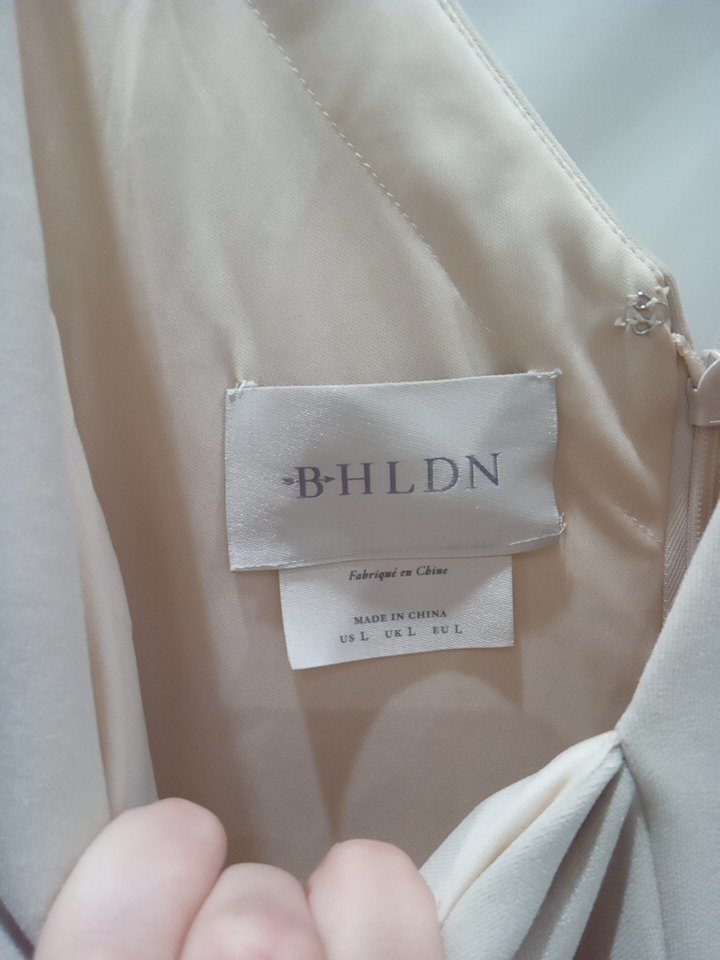 BHLDN
Fabriqué en Chine
MADE IN CHINA
US L UK L EU L